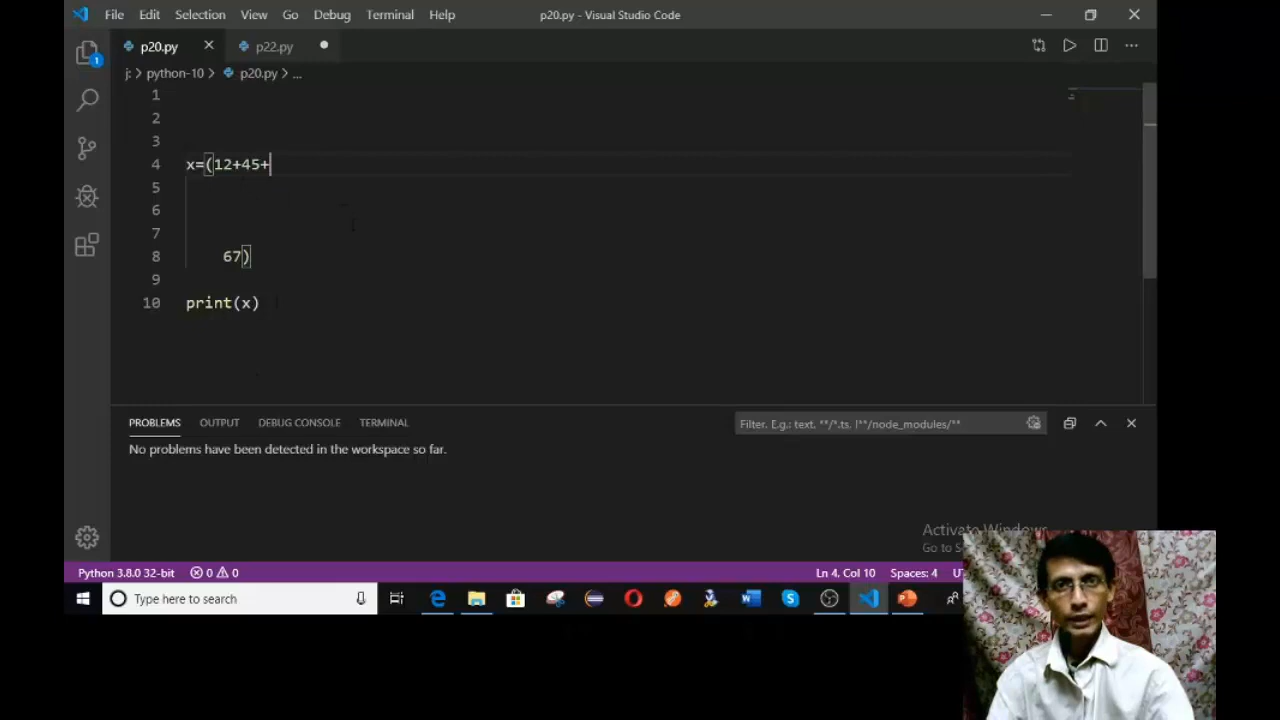 File Edit Selection View Go Debug Terminal Help p20.py - Visual Studio Code
p20.py p22.py
j: python-10 p20.py ...
1
2
3
4 x=(12+45+
5
6
7
8 67)
9
10 print(x)
PROBLEMS OUTPUT DEBUG CONSOLE TERMINAL Filter. E.g.: text, **/*.ts, !**/node_modules/**
No problems have been detected in the workspace so far.
Activate Windows
Go to S
Python 3.8.0 32-bit 0 0 Ln 4, Col 10 Spaces: 4 UT
Type here to search